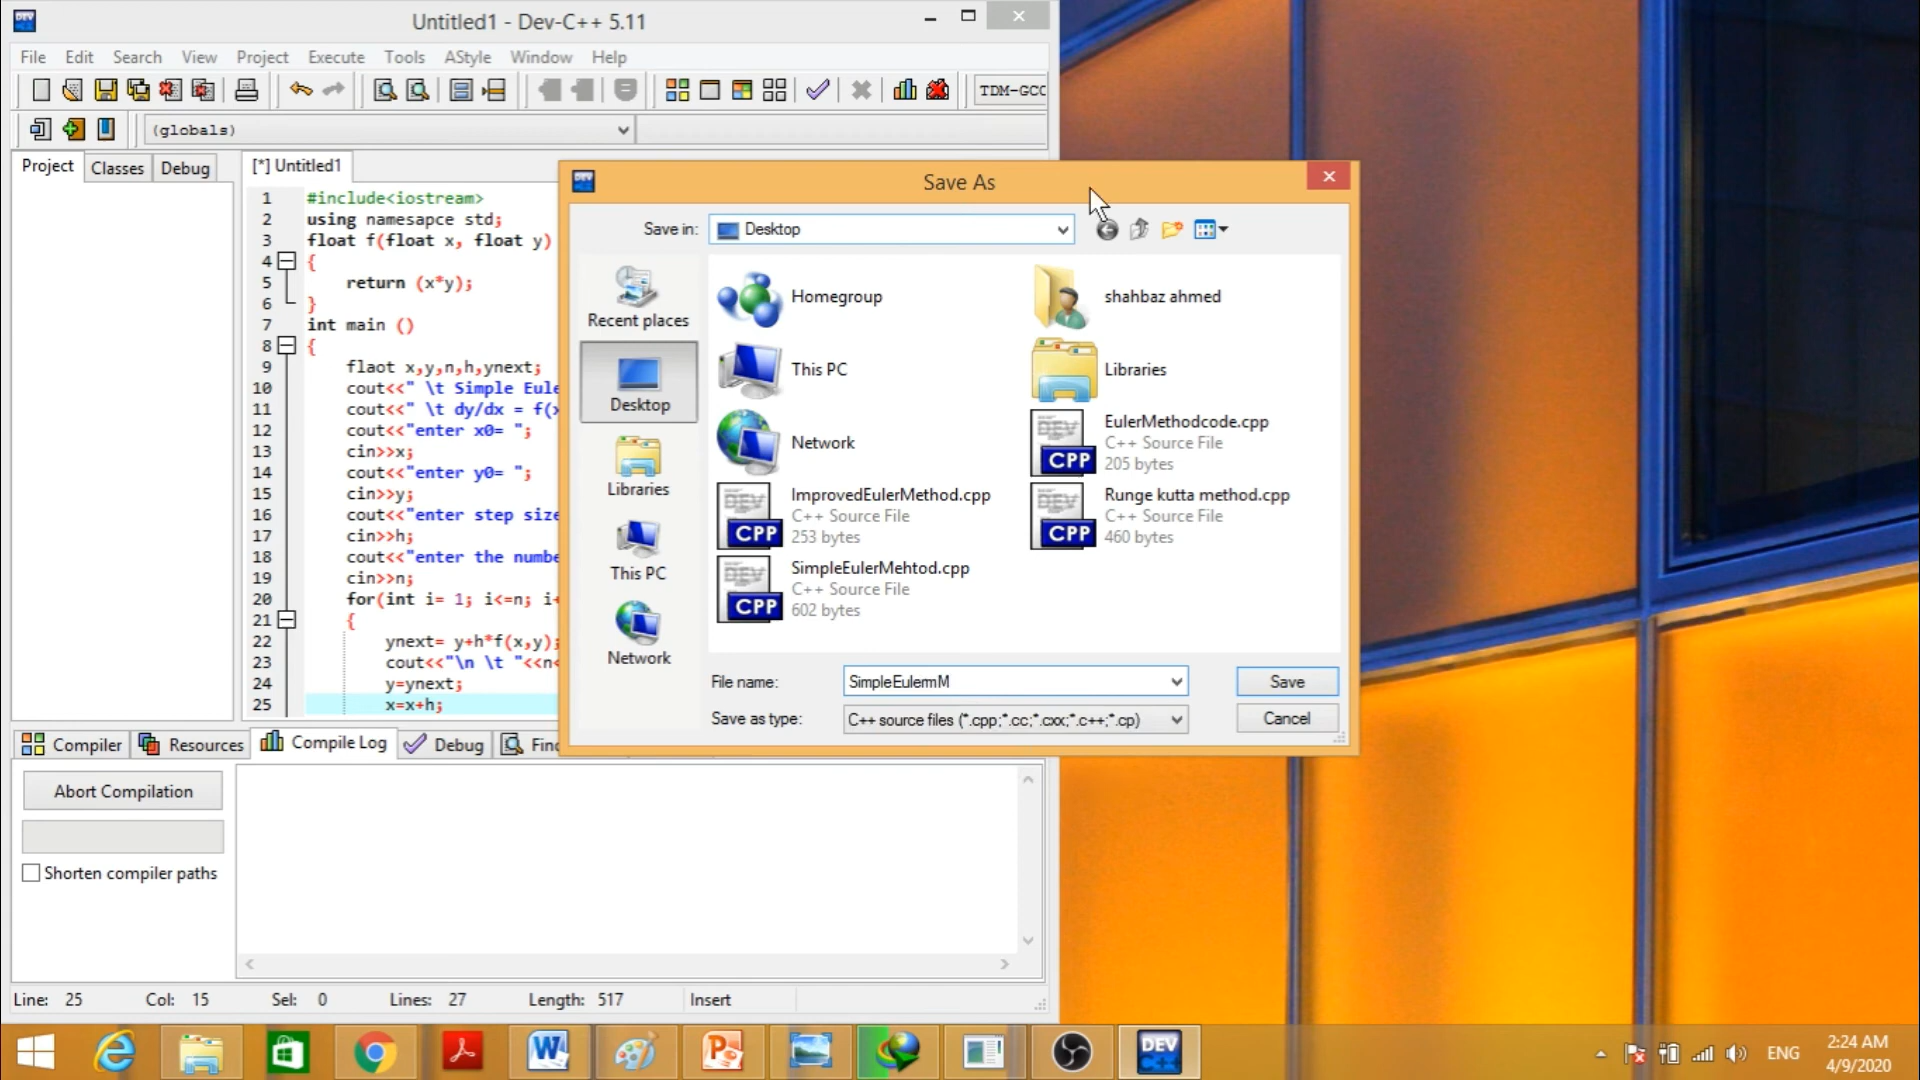 Untitled1 - Dev-C++ 5.11
File Edit Search View Project Execute Tools AStyle Window Help
TDM-GCC
(globals)
Project Classes Debug
[*] Untitled1
1 #include<iostream>
2 using namesapce std;
3 float f(float x, float y)
4 {
5 return (x*y);
6 }
7 int main ()
8 {
9 flaot x,y,n,h,ynext;
10 cout<<" \t Simple Eule
11 cout<<" \t dy/dx = f(x
12 cout<<"enter x0= ";
13 cin>>x;
14 cout<<"enter y0= ";
15 cin>>y;
16 cout<<"enter step size
17 cin>>h;
18 cout<<"enter the numbe
19 cin>>n;
20 for(int i= 1; i<=n; i+
21 {
22 ynext= y+h*f(x,y);
23 cout<<"\n \t "<<n<
24 y=ynext;
25 x=x+h;
Save As
Save in: Desktop
Recent places
Desktop
Libraries
This PC
Network
Homegroup
shahbaz ahmed
This PC
Libraries
Network
EulerMethodcode.cpp
C++ Source File
205 bytes
ImprovedEulerMethod.cpp
C++ Source File
253 bytes
Runge kutta method.cpp
C++ Source File
460 bytes
SimpleEulerMehtod.cpp
C++ Source File
602 bytes
File name: SimpleEulermM
Save
Save as type: C++ source files (*.cpp;*.cc;*.cxx;*.c++;*.cp)
Cancel
Compiler Resources Compile Log Debug Find
Abort Compilation
Shorten compiler paths
Line: 25 Col: 15 Sel: 0 Lines: 27 Length: 517 Insert
ENG
2:24 AM
4/9/2020